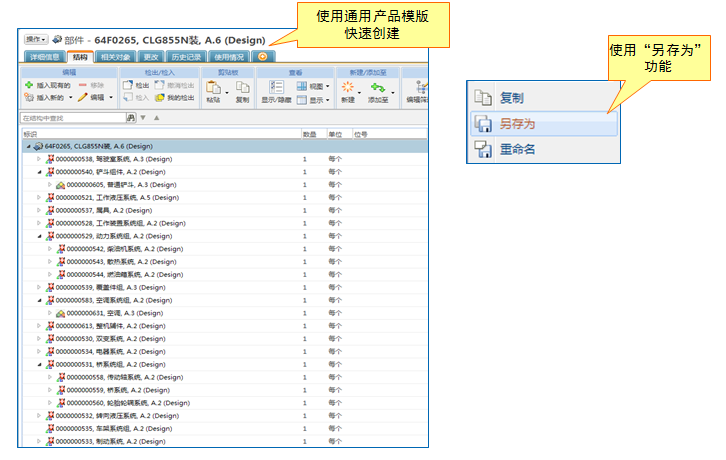 使用通用产品模版
快速创建
使用“另存为”
功能
操作 部件 - 64F0265, CLG855N装, A.6 (Design)
详细信息 结构 相关对象 更改 历史记录 使用情况
编辑 检出/检入 剪贴板 查看 新建/添加至
插入现有的 移除 检出 撤消检出 粘贴 复制 显示/隐藏 视图 新建 添加至 编辑筛
插入新的 编辑 检入 我的检出 显示
在结构中查找
标识 数量 单位 位号
64F0265, CLG855N装, A.6 (Design)
0000000538, 驾驶室系统, A.3 (Design) 1 每个
0000000540, 铲斗组件, A.2 (Design) 1 每个
0000000605, 普通铲斗, A.3 (Design) 1 每个
0000000521, 工作液压系统, A.5 (Design) 1 每个
0000000537, 属具, A.2 (Design) 1 每个
0000000528, 工作装置系统组, A.2 (Design) 1 每个
0000000529, 动力系统组, A.2 (Design) 1 每个
0000000542, 柴油机系统, A.2 (Design) 1 每个
0000000543, 散热系统, A.2 (Design) 1 每个
0000000544, 燃油箱系统, A.2 (Design) 1 每个
0000000539, 覆盖件组, A.3 (Design) 1 每个
0000000583, 空调系统组, A.2 (Design) 1 每个
0000000631, 空调, A.3 (Design) 1 每个
0000000613, 整机铺件, A.2 (Design) 1 每个
0000000530, 双变系统, A.2 (Design) 1 每个
0000000534, 电器系统, A.2 (Design) 1 每个
0000000531, 桥系统组, A.2 (Design) 1 每个
0000000558, 传动轴系统, A.2 (Design) 1 每个
0000000559, 桥系统, A.2 (Design) 1 每个
0000000560, 轮胎轮辋系统, A.2 (Design) 1 每个
0000000532, 转向液压系统, A.2 (Design) 1 每个
0000000535, 车架系统组, A.2 (Design) 1 每个
0000000533, 制动系统, A.2 (Design) 1 每个
复制
另存为
重命名